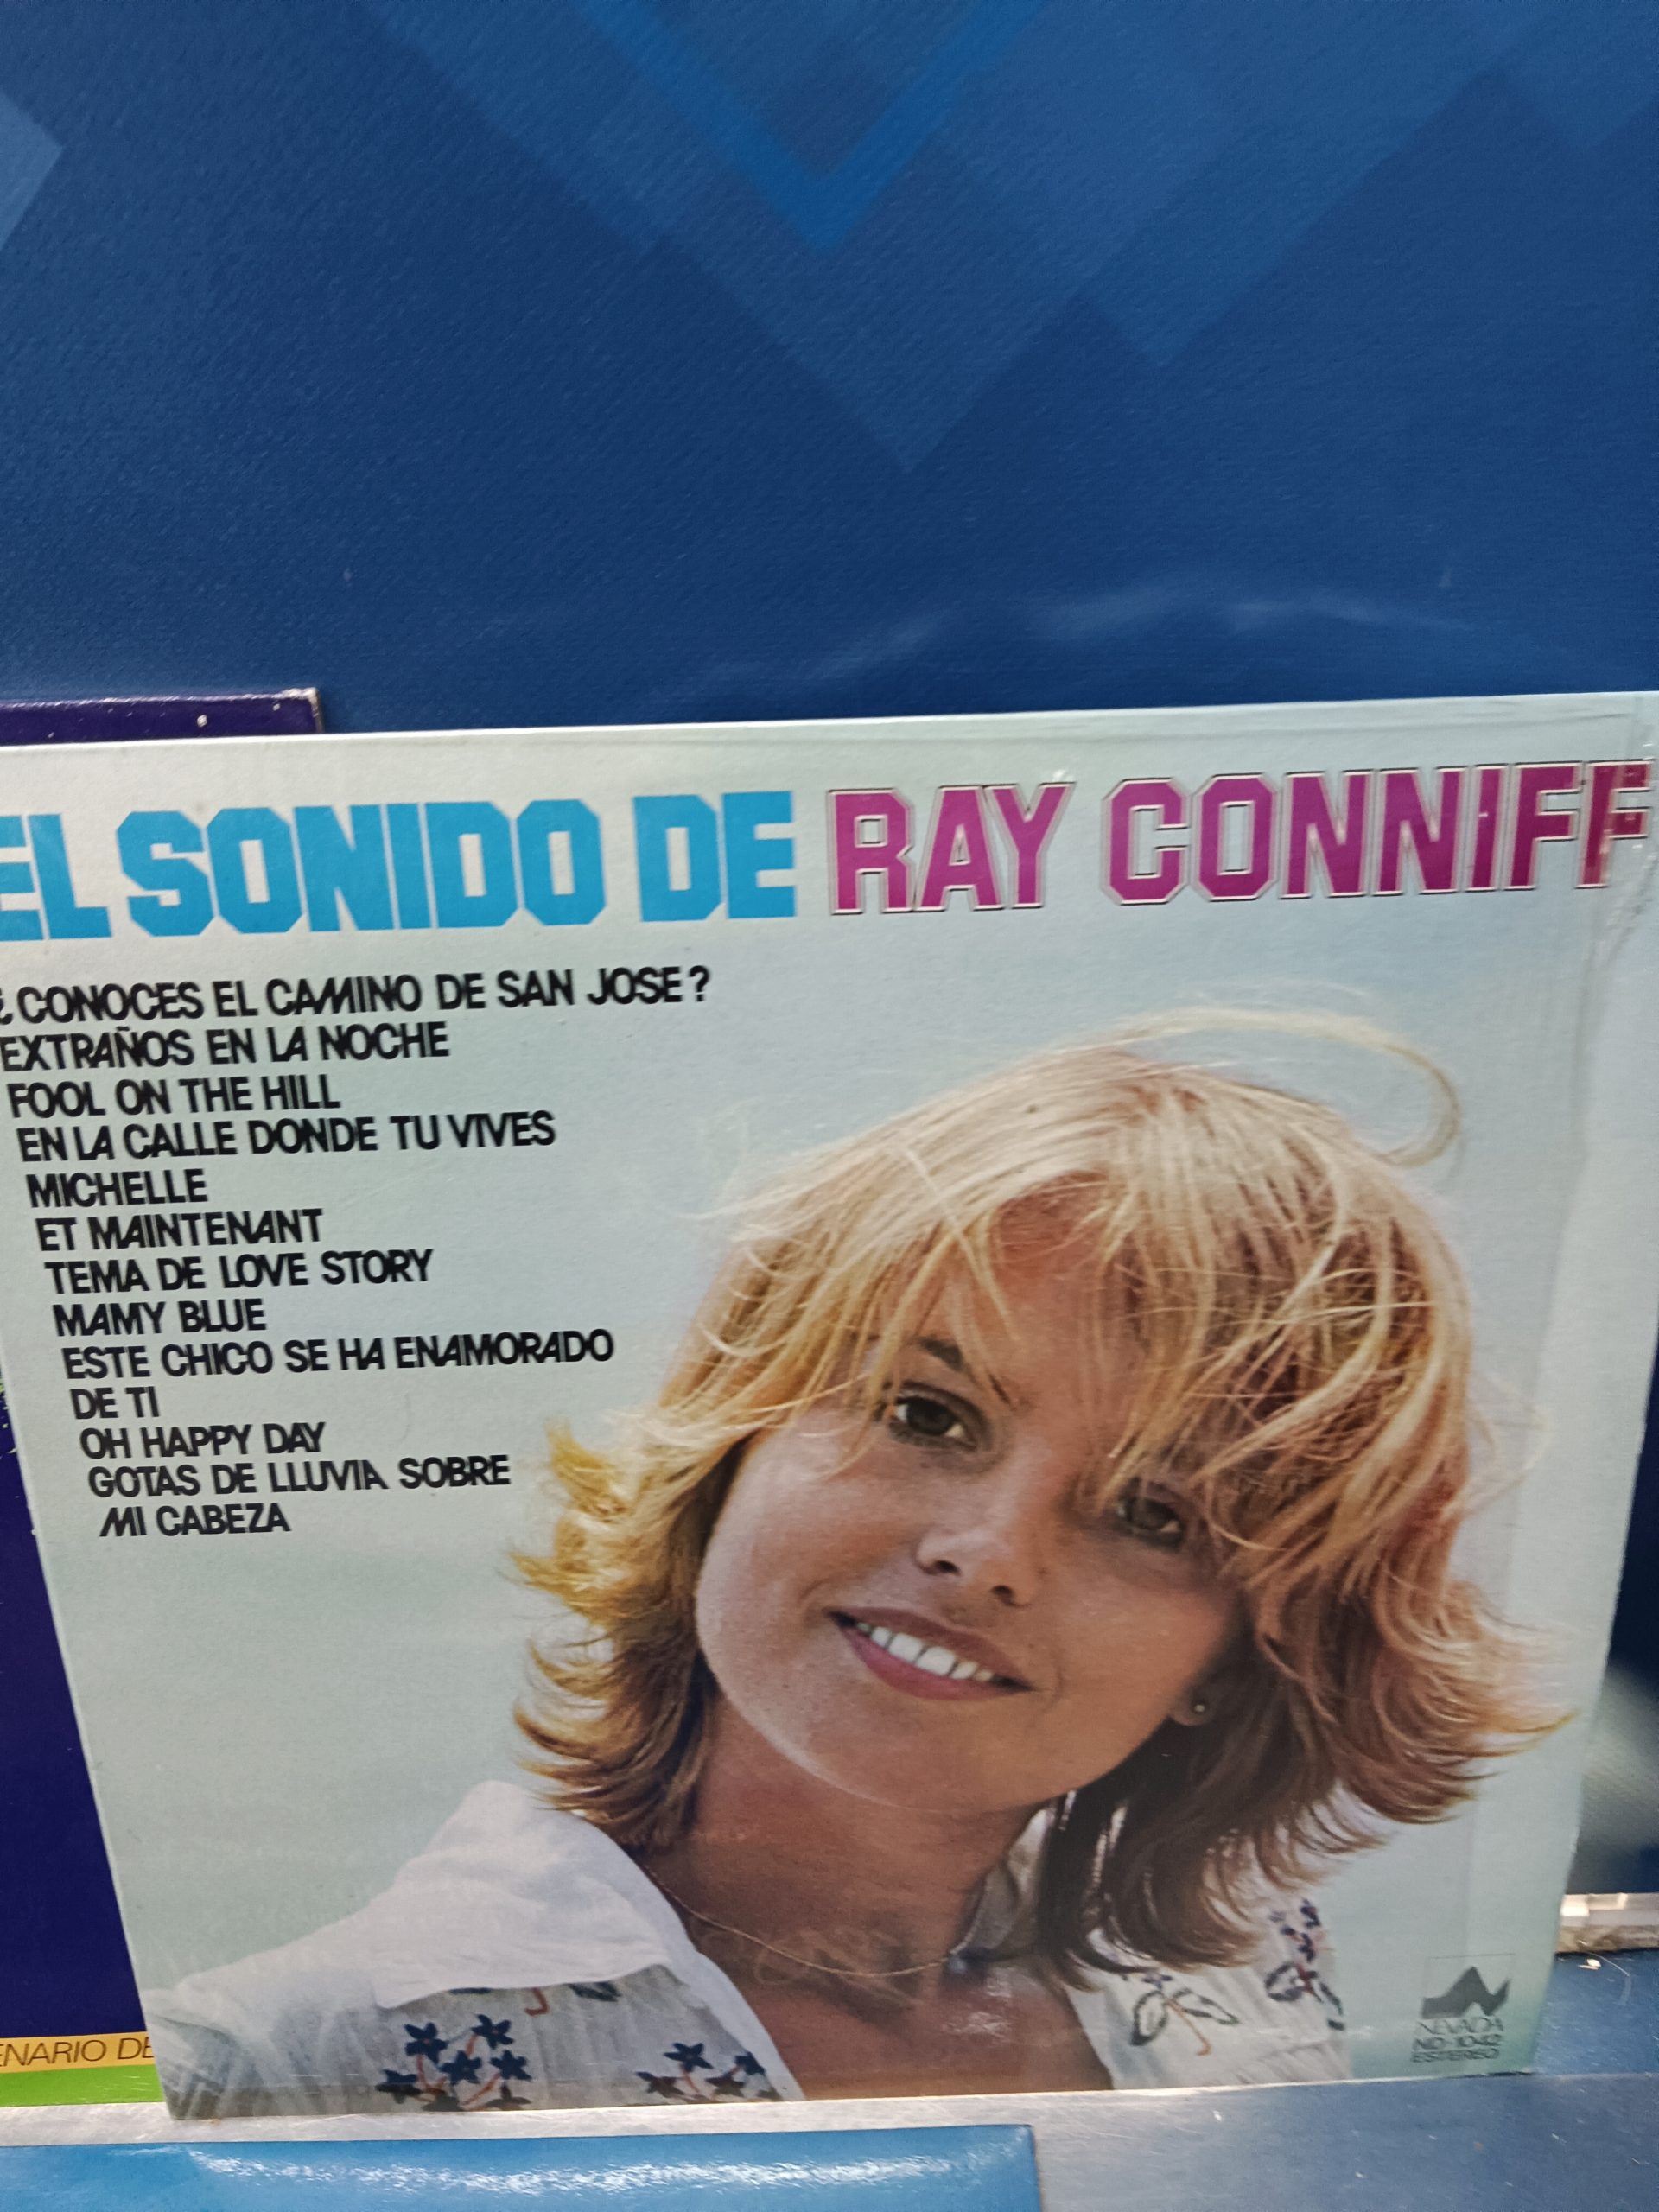 EL SONIDO DE RAY CONNIFF
¿CONOCES EL CAMINO DE SAN JOSE?
EXTRAÑOS EN LA NOCHE
FOOL ON THE HILL
EN LA CALLE DONDE TU VIVES
MICHELLE
ET MAINTENANT
TEMA DE LOVE STORY
MAMY BLUE
ESTE CHICO SE HA ENAMORADO
DE TI
OH HAPPY DAY
GOTAS DE LLUVIA SOBRE
MI CABEZA
NEVADA
ND-1042
ESTEREO
ENARIO DE